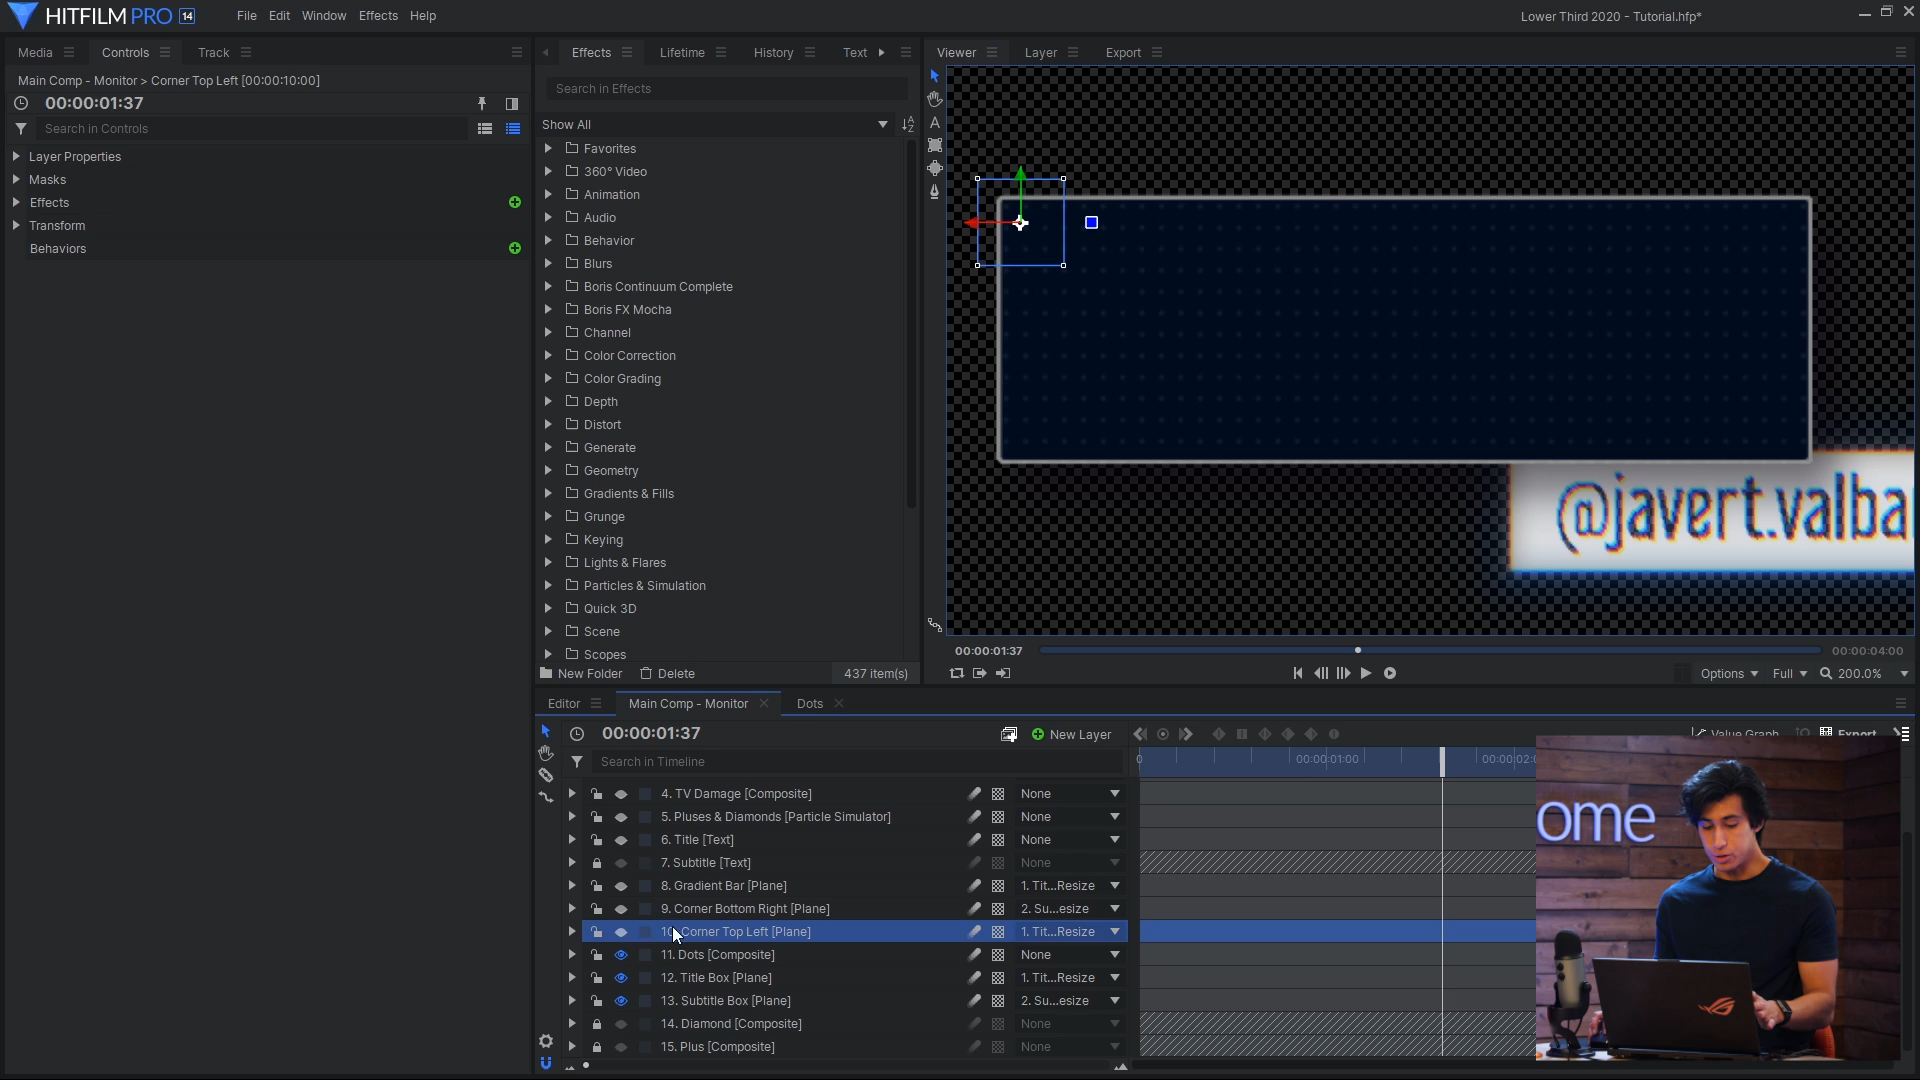 HITFILM PRO 14
File Edit Window Effects Help
Lower Third 2020 - Tutorial.hfp*
Media Controls Track
Main Comp - Monitor > Corner Top Left [00:00:10:00]
00:00:01:37
Search in Controls
Layer Properties
Masks
Effects
Transform
Behaviors
Effects Lifetime History Text
Search in Effects
Show All
Favorites
360° Video
Animation
Audio
Behavior
Blurs
Boris Continuum Complete
Boris FX Mocha
Channel
Color Correction
Color Grading
Depth
Distort
Generate
Geometry
Gradients & Fills
Grunge
Keying
Lights & Flares
Particles & Simulation
Quick 3D
Scene
Scopes
New Folder Delete 437 item(s)
Viewer Layer Export
A
@javert.valba
00:00:01:37 00:00:04:00
Options Full 200.0%
Editor Main Comp - Monitor Dots
00:00:01:37 New Layer Value Graph Export
Search in Timeline
0 00:00:01:00 00:00:02:0
4. TV Damage [Composite] None
5. Pluses & Diamonds [Particle Simulator] None
6. Title [Text] None
7. Subtitle [Text] None
8. Gradient Bar [Plane] 1. Tit...Resize
9. Corner Bottom Right [Plane] 2. Su...esize
10. Corner Top Left [Plane] 1. Tit...Resize
11. Dots [Composite] None
12. Title Box [Plane] 1. Tit...Resize
13. Subtitle Box [Plane] 2. Su...esize
14. Diamond [Composite] None
15. Plus [Composite] None
ome